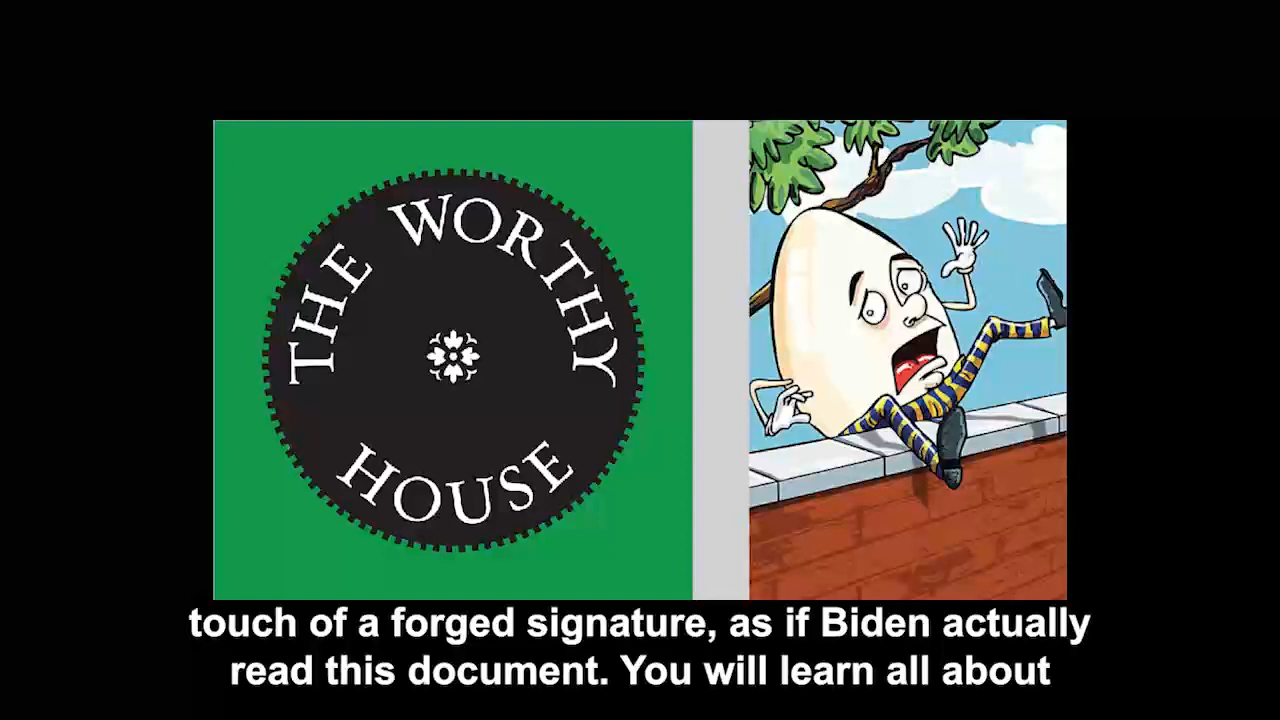 THE WORTHY
HOUSE
touch of a forged signature, as if Biden actually
read this document. You will learn all about